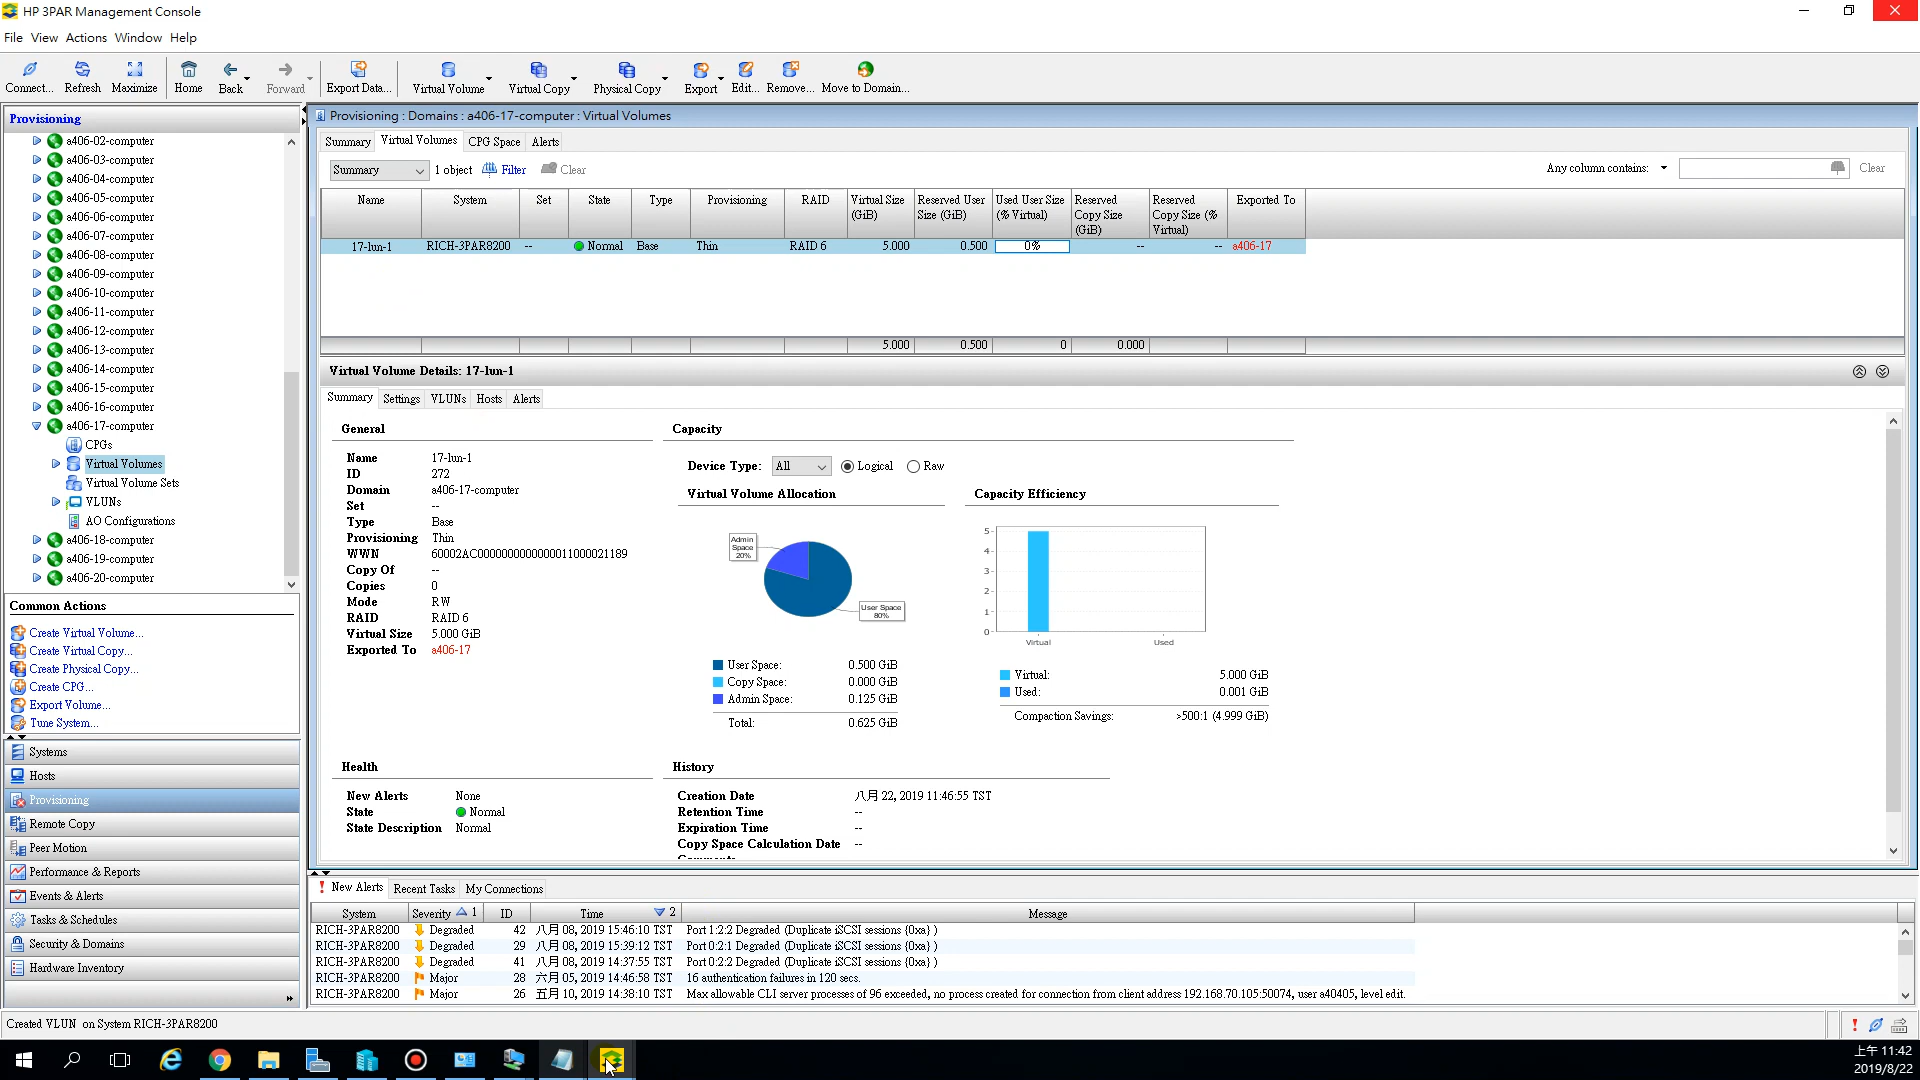 HP 3PAR Management Console
File View Actions Window Help
Connect... Refresh Maximize Home Back Forward Export Data... Virtual Volume Virtual Copy Physical Copy Export Edit... Remove... Move to Domain...
Provisioning
a406-02-computer
a406-03-computer
a406-04-computer
a406-05-computer
a406-06-computer
a406-07-computer
a406-08-computer
a406-09-computer
a406-10-computer
a406-11-computer
a406-12-computer
a406-13-computer
a406-14-computer
a406-15-computer
a406-16-computer
a406-17-computer
CPGs
Virtual Volumes
Virtual Volume Sets
VLUNs
AO Configurations
a406-18-computer
a406-19-computer
a406-20-computer
Common Actions
Create Virtual Volume...
Create Virtual Copy...
Create Physical Copy...
Create CPG...
Export Volume...
Tune System...
Systems
Hosts
Provisioning
Remote Copy
Peer Motion
Performance & Reports
Events & Alerts
Tasks & Schedules
Security & Domains
Hardware Inventory
Provisioning : Domains : a406-17-computer : Virtual Volumes
Summary Virtual Volumes CPG Space Alerts
Summary 1 object Filter Clear Any column contains: Clear
Name System Set State Type Provisioning RAID Virtual Size (GiB) Reserved User Size (GiB) Used User Size (% Virtual) Reserved Copy Size (GiB) Reserved Copy Size (% Virtual) Exported To
17-lun-1 RICH-3PAR8200 -- Normal Base Thin RAID 6 5.000 0.500 0% -- -- a406-17
5.000 0.500 0 0.000
Virtual Volume Details: 17-lun-1
Summary Settings VLUNs Hosts Alerts
General
Name 17-lun-1
ID 272
Domain a406-17-computer
Set --
Type Base
Provisioning Thin
WWN 60002AC0000000000000011000021189
Copy Of --
Copies 0
Mode RW
RAID RAID 6
Virtual Size 5.000 GiB
Exported To a406-17
Capacity
Device Type: All Logical Raw
Virtual Volume Allocation
Admin Space 20%
User Space 80%
User Space: 0.500 GiB
Copy Space: 0.000 GiB
Admin Space: 0.125 GiB
Total: 0.625 GiB
Capacity Efficiency
5
4
3
2
1
0
Virtual Used
Virtual: 5.000 GiB
Used: 0.001 GiB
Compaction Savings: >500:1 (4.999 GiB)
Health
New Alerts None
State Normal
State Description Normal
History
Creation Date 八月 22, 2019 11:46:55 TST
Retention Time --
Expiration Time --
Copy Space Calculation Date --
New Alerts Recent Tasks My Connections
System Severity 1 ID Time 2 Message
RICH-3PAR8200 Degraded 42 八月 08, 2019 15:46:10 TST Port 1:2:2 Degraded (Duplicate iSCSI sessions {0xa} )
RICH-3PAR8200 Degraded 29 八月 08, 2019 15:39:12 TST Port 0:2:1 Degraded (Duplicate iSCSI sessions {0xa} )
RICH-3PAR8200 Degraded 41 八月 08, 2019 14:37:55 TST Port 0:2:2 Degraded (Duplicate iSCSI sessions {0xa} )
RICH-3PAR8200 Major 28 六月 05, 2019 14:46:58 TST 16 authentication failures in 120 secs.
RICH-3PAR8200 Major 26 五月 10, 2019 14:38:10 TST Max allowable CLI server processes of 96 exceeded, no process created for connection from client address 192.168.70.105:50074, user a40405, level edit.
Created VLUN on System RICH-3PAR8200
上午 11:42
2019/8/22